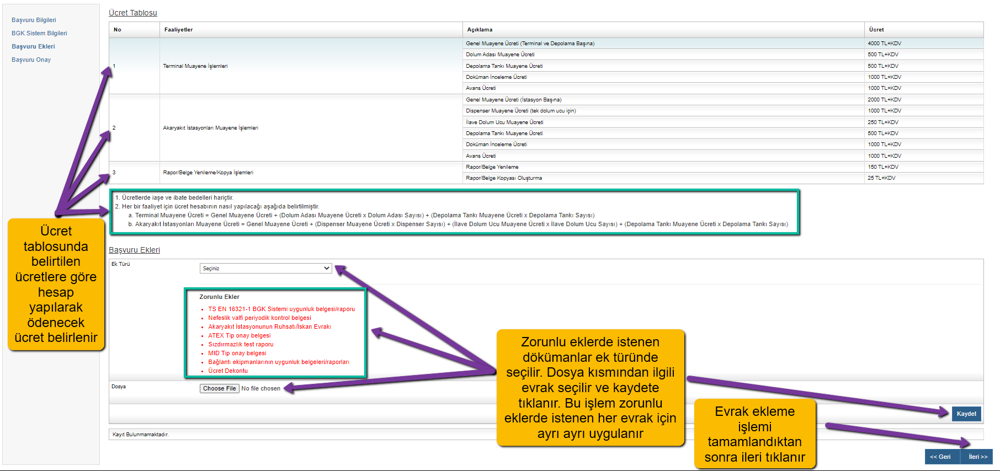 Başvuru Bilgileri
BGK Sistem Bilgileri
Başvuru Ekleri
Başvuru Onay
Ücret Tablosu
No Faaliyetler Açıklama Ücret
1 Terminal Muayene İşlemleri
Genel Muayene Ücreti (Terminal ve Depolama Başına) 4000 TL+KDV
Dolum Adası Muayene Ücreti 500 TL+KDV
Depolama Tankı Muayene Ücreti 500 TL+KDV
Doküman İnceleme Ücreti 1000 TL+KDV
Avans Ücreti 1000 TL+KDV
2 Akaryakıt İstasyonları Muayene İşlemleri
Genel Muayene Ücreti (İstasyon Başına) 2000 TL+KDV
Dispenser Muayene Ücreti (tek dolum ucu için) 1000 TL+KDV
İlave Dolum Ucu Muayene Ücreti 250 TL+KDV
Depolama Tankı Muayene Ücreti 500 TL+KDV
Doküman İnceleme Ücreti 1000 TL+KDV
Avans Ücreti 1000 TL+KDV
3 Rapor/Belge Yenileme/Kopya İşlemleri
Rapor/Belge Yenileme 150 TL+KDV
Rapor/Belge Kopyası Oluşturma 25 TL+KDV
1. Ücretlerde iaşe ve ibate bedelleri hariçtir.
2. Her bir faaliyet için ücret hesabının nasıl yapılacağı aşağıda belirtilmiştir.
a. Terminal Muayene Ücreti = Genel Muayene Ücreti + (Dolum Adası Muayene Ücreti x Dolum Adası Sayısı) + (Depolama Tankı Muayene Ücreti x Depolama Tankı Sayısı)
b. Akaryakıt İstasyonları Muayene Ücreti = Genel Muayene Ücreti + (Dispenser Muayene Ücreti x Dispenser Sayısı) + (İlave Dolum Ucu Muayene Ücreti x İlave Dolum Ucu Sayısı) + (Depolama Tankı Muayene Ücreti x Depolama Tankı Sayısı)
Ücret
tablosunda
belirtilen
ücretlere göre
hesap
yapılarak
ödenecek
ücret belirlenir
Başvuru Ekleri
Ek Türü
Seçiniz
Zorunlu Ekler
• TS EN 16321-1 BGK Sistemi uygunluk belgesi/raporu
• Nefeslik valfi periyodik kontrol belgesi
• Akaryakıt İstasyonunun Ruhsatı/İskan Evrakı
• ATEX Tip onay belgesi
• Sızdırmazlık test raporu
• MID Tip onay belgesi
• Bağlantı ekipmanlarının uygunluk belgeleri/raporları
• Ücret Dekontu
Dosya
Choose File No file chosen
Zorunlu eklerde istenen
dökümanlar ek türünde
seçilir. Dosya kısmından ilgili
evrak seçilir ve kaydete
tıklanır. Bu işlem zorunlu
eklerde istenen her evrak için
ayrı ayrı uygulanır
Kaydet
Kayıt Bulunmamaktadır.
Evrak ekleme
işlemi
tamamlandıktan
sonra ileri tıklanır
<< Geri İleri >>